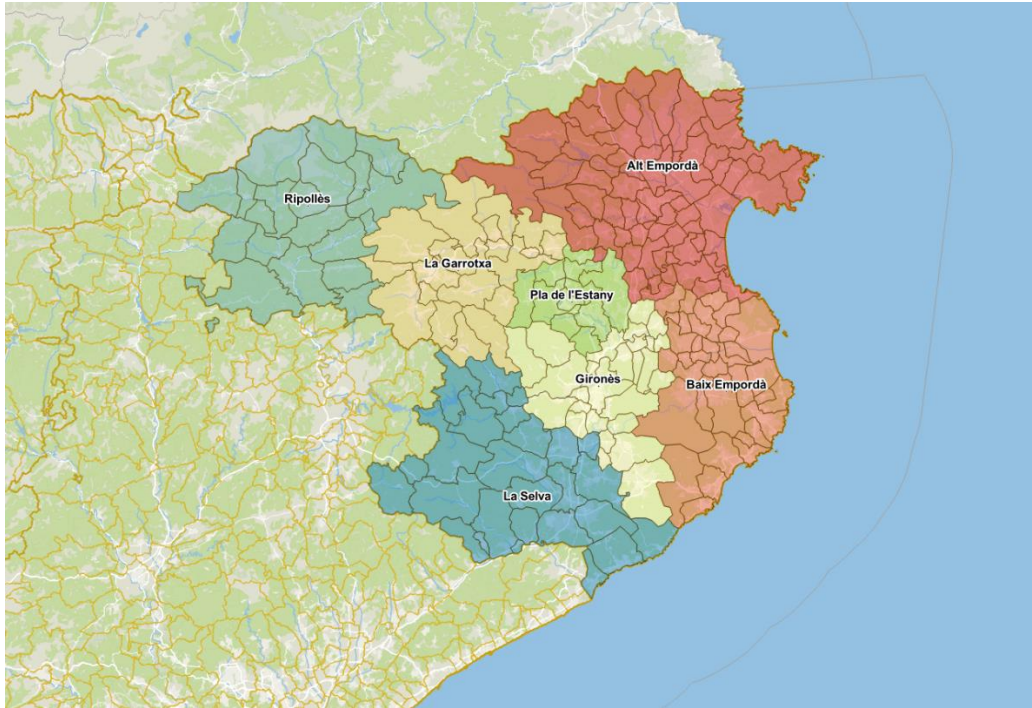 Alt Empordà
Ripollès
La Garrotxa
Pla de l'Estany
Gironès
Baix Empordà
La Selva